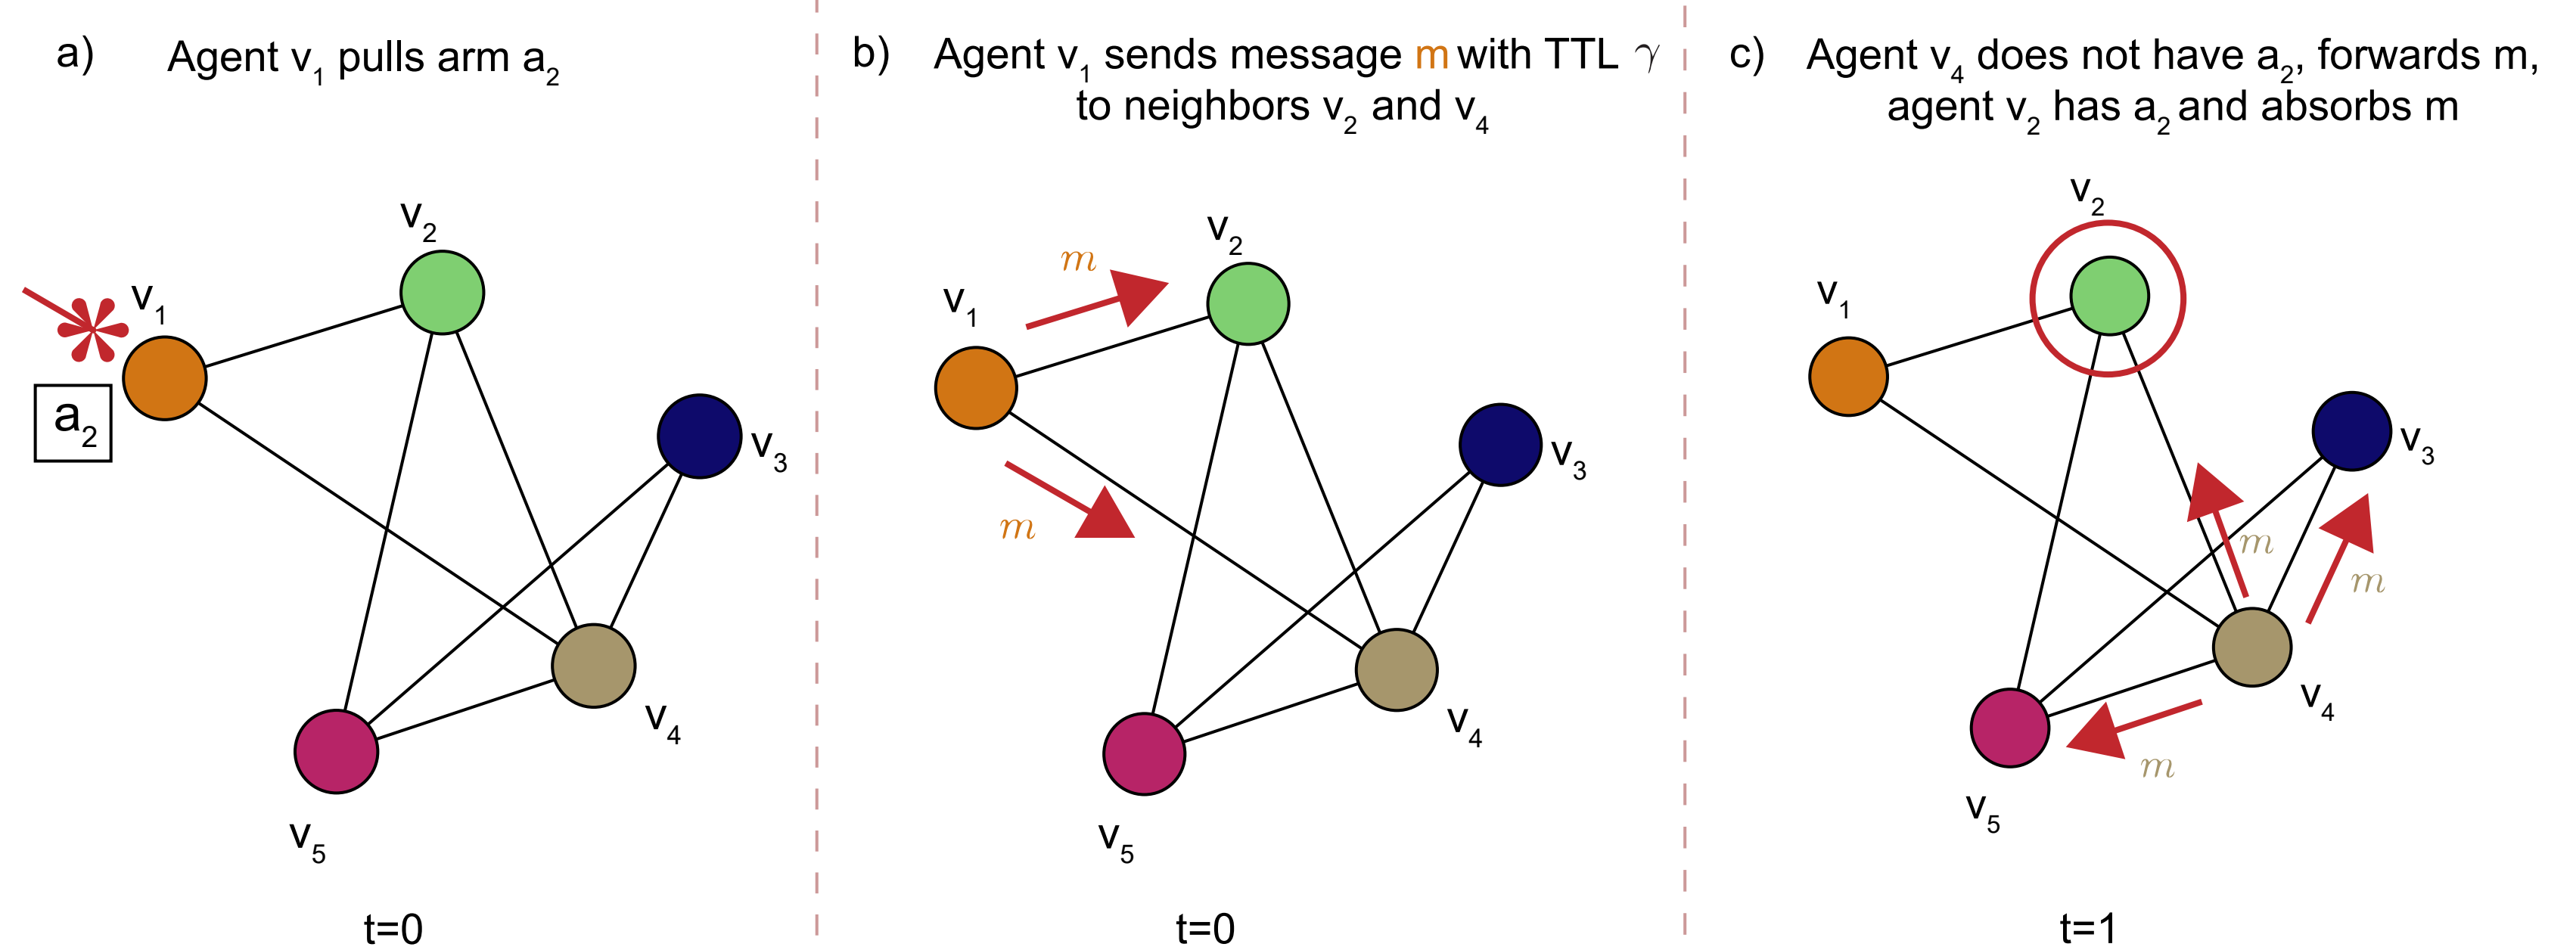 a) Agent v1 pulls arm a2
v2
v1
a2
v3
v4
v5
t=0
b) Agent v1 sends message m with TTL γ
to neighbors v2 and v4
v2
m
v1
v3
m
v4
v5
t=0
c) Agent v4 does not have a2, forwards m,
agent v2 has a2 and absorbs m
v2
v1
v3
m
m
v4
m
v5
t=1